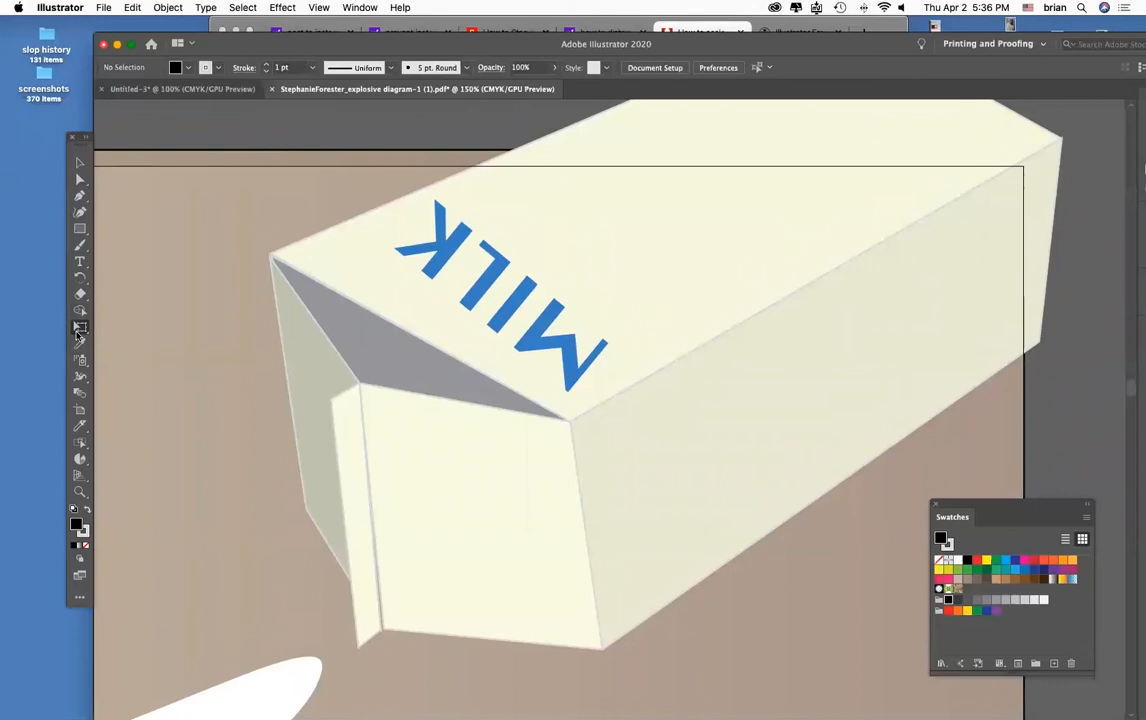 Illustrator File Edit Object Type Select Effect View Window Help
Thu Apr 2 5:36 PM brian
slop history
131 items
screenshots
370 items
Adobe Illustrator 2020
Printing and Proofing
Search Adobe Stock
No Selection Stroke: 1 pt Uniform 5 pt. Round Opacity: 100% Style: Document Setup Preferences
Untitled-3* @ 100% (CMYK/GPU Preview)
StephanieForester_explosive diagram-1 (1).pdf* @ 150% (CMYK/GPU Preview)
MILK
Swatches